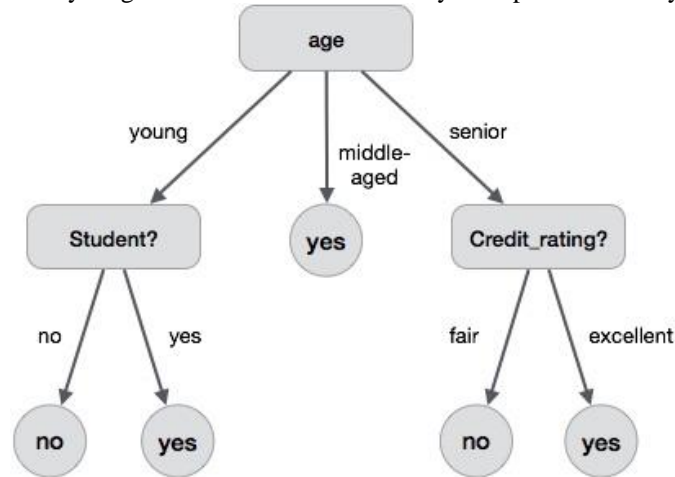 age
young
middle-
aged
senior
Student?
yes
Credit_rating?
no
yes
fair
excellent
no
yes
no
yes